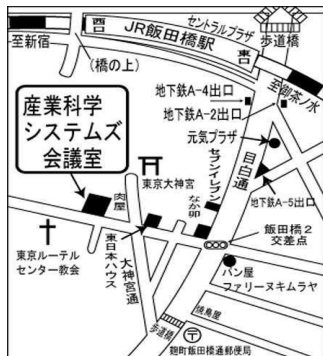 セントラルプラザ
歩道橋
西口
JR飯田橋駅
東口
至新宿
(橋の上)
至御茶ノ水
地下鉄A-4出口
地下鉄A-2出口
元気プラザ
産業科学
システムズ
会議室
目白通
セブンイレブン
東京大神宮
肉屋
なか卯
地下鉄A-5出口
東京ルーテル
センター教会
東日本ハウス
大神宮通
飯田橋2
交差点
パン屋
ファリーヌキムラヤ
焼鳥屋
歩道橋
〒
麹町飯田橋通郵便局